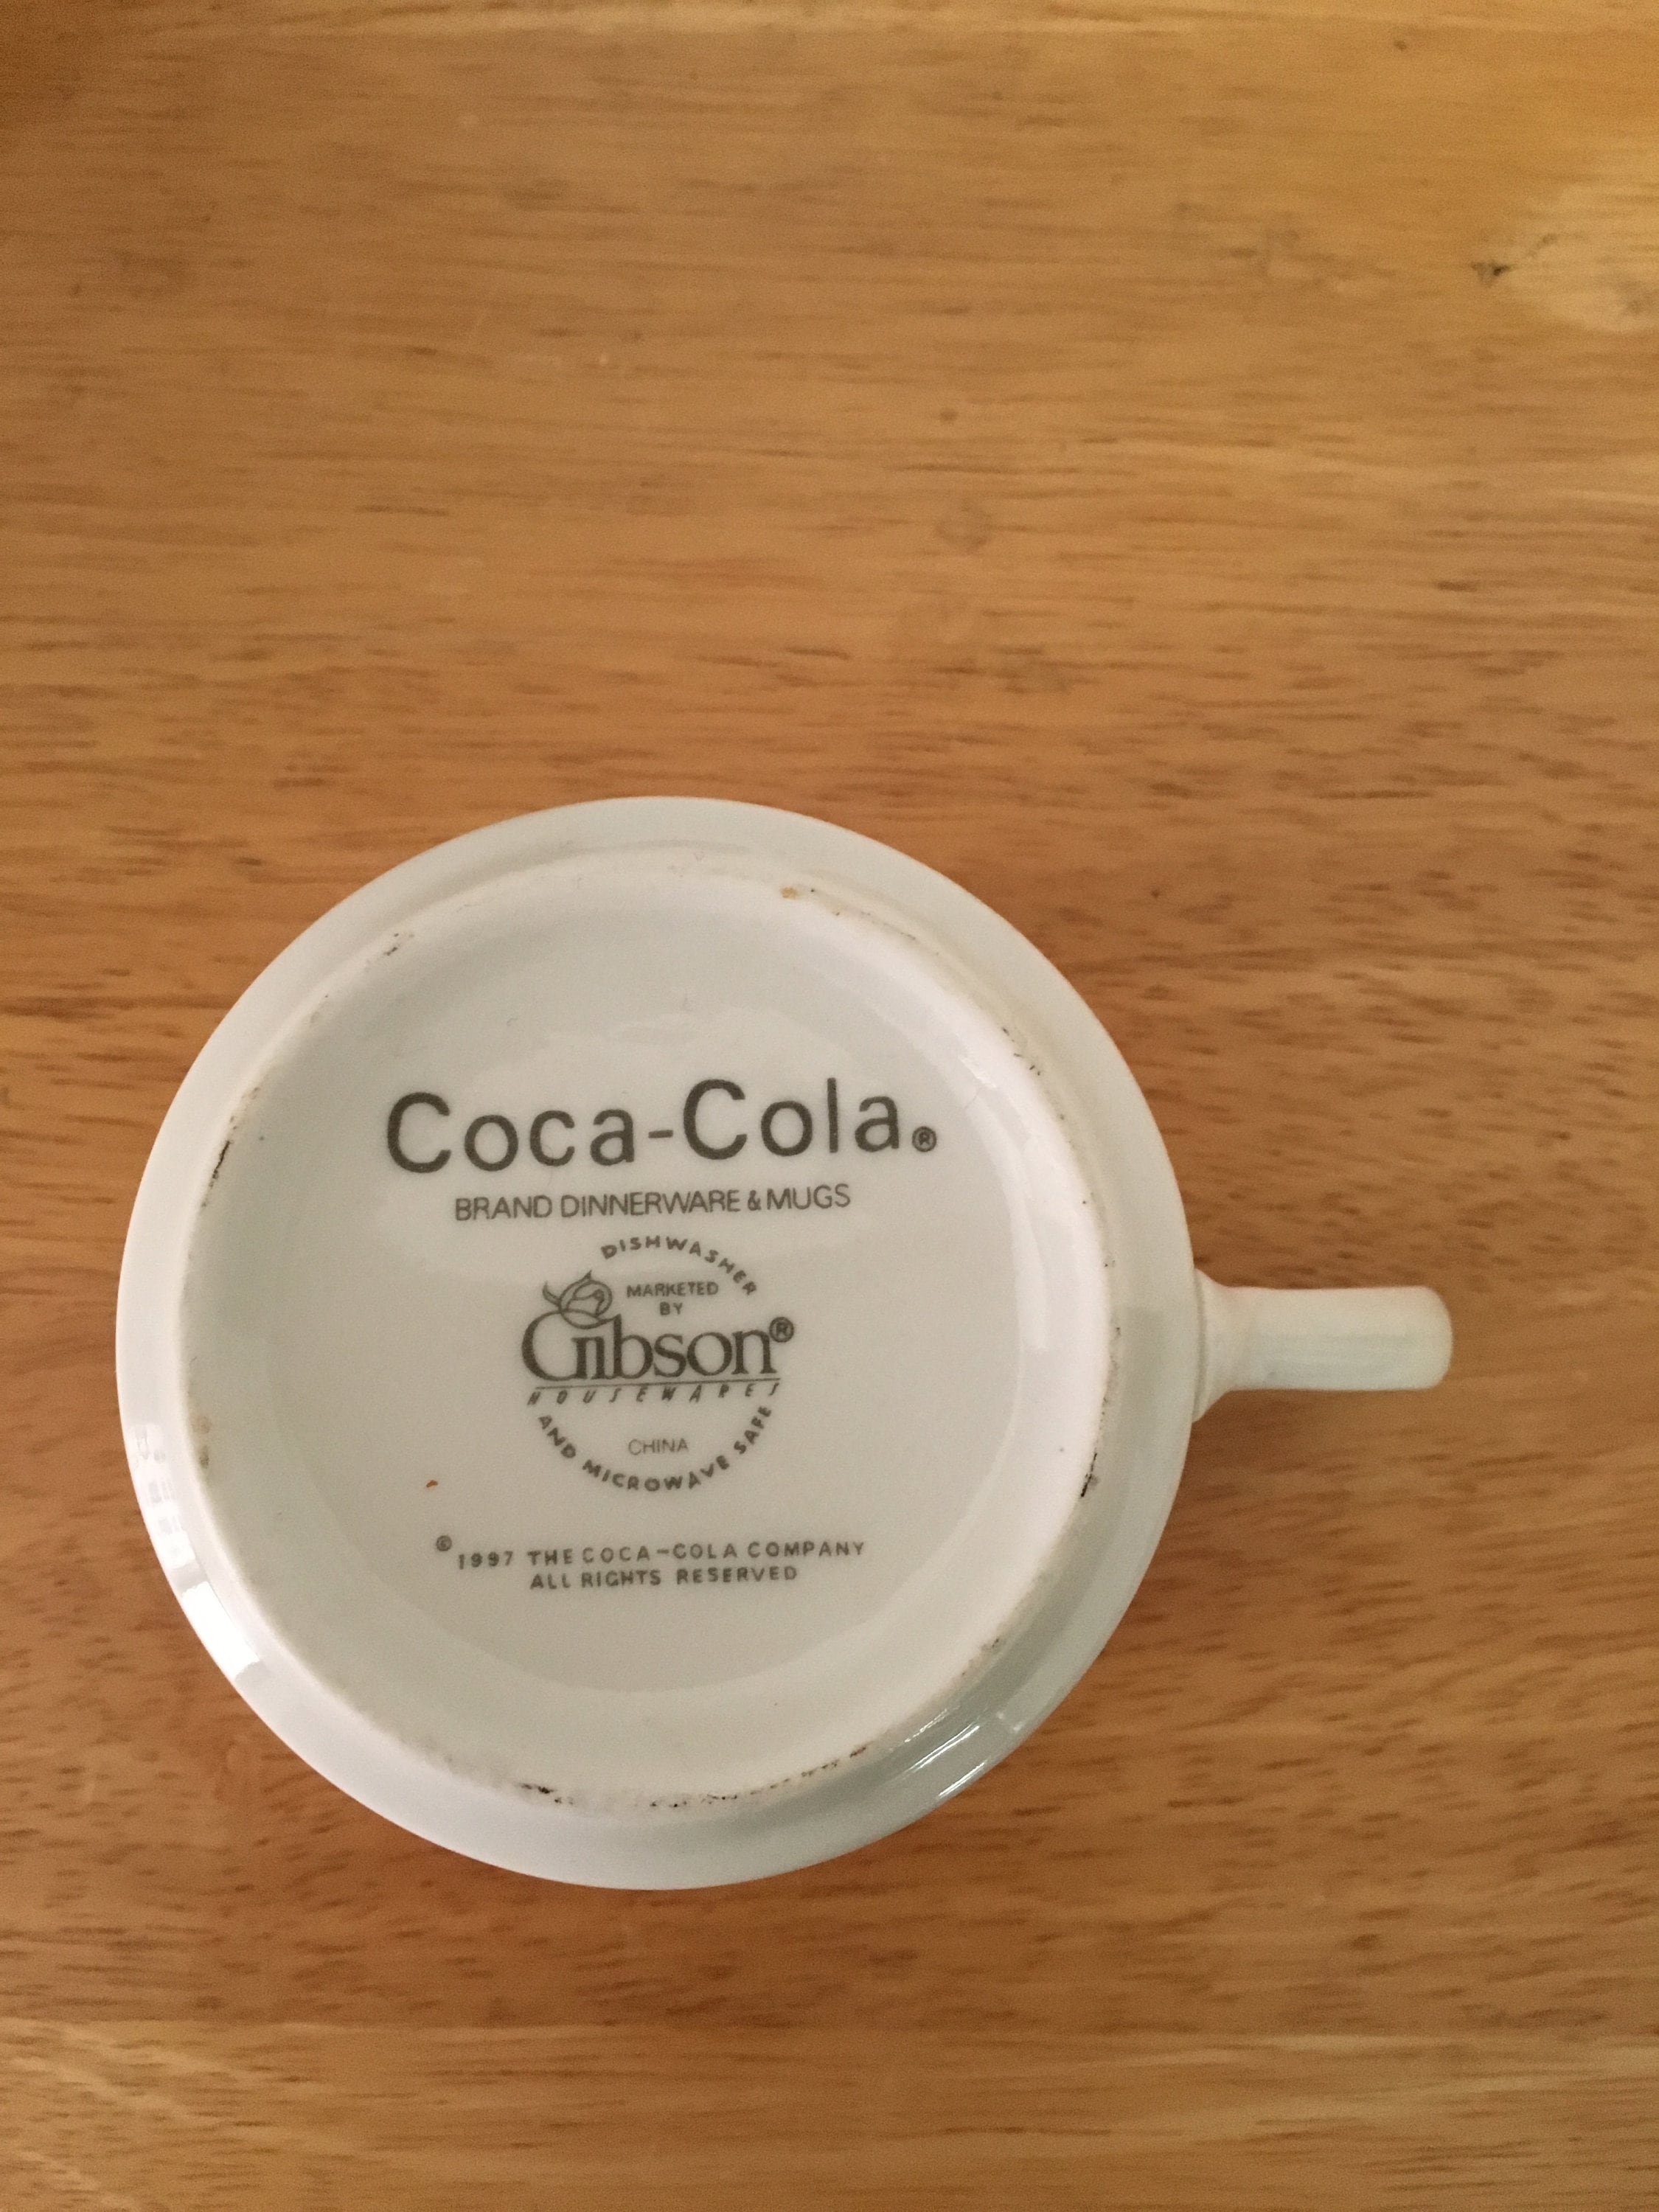 Coca-Cola®
BRAND DINNERWARE & MUGS
DISHWASHER
MARKETED
BY
Gibson®
HOUSEWARES
CHINA
AND MICROWAVE SAFE
© 1997 THE COCA-COLA COMPANY
ALL RIGHTS RESERVED